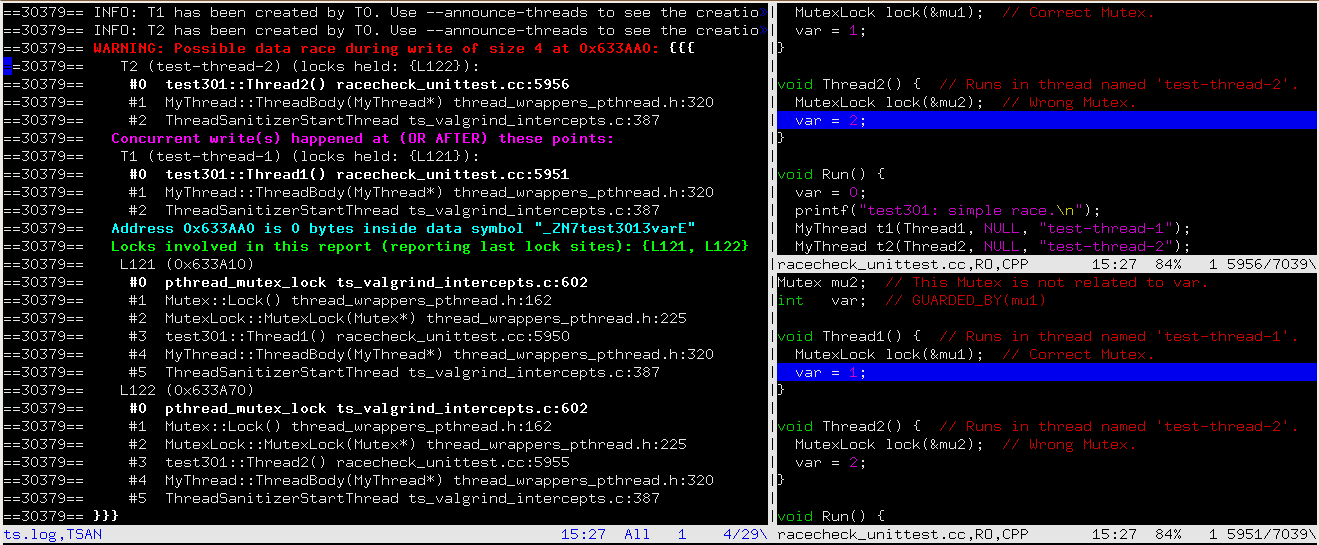 ==30379== INFO: T1 has been created by T0. Use --announce-threads to see the creatio\
==30379== INFO: T2 has been created by T0. Use --announce-threads to see the creatio\
==30379== WARNING: Possible data race during write of size 4 at 0x633AA0: {{{
==30379==    T2 (test-thread-2) (locks held: {L122}):
==30379==     #0  test301::Thread2() racecheck_unittest.cc:5956
==30379==     #1  MyThread::ThreadBody(MyThread*) thread_wrappers_pthread.h:320
==30379==     #2  ThreadSanitizerStartThread ts_valgrind_intercepts.c:387
==30379==   Concurrent write(s) happened at (OR AFTER) these points:
==30379==    T1 (test-thread-1) (locks held: {L121}):
==30379==     #0  test301::Thread1() racecheck_unittest.cc:5951
==30379==     #1  MyThread::ThreadBody(MyThread*) thread_wrappers_pthread.h:320
==30379==     #2  ThreadSanitizerStartThread ts_valgrind_intercepts.c:387
==30379==   Address 0x633AA0 is 0 bytes inside data symbol "_ZN7test3013varE"
==30379==   Locks involved in this report (reporting last lock sites): {L121, L122}
==30379==    L121 (0x633A10)
==30379==     #0  pthread_mutex_lock ts_valgrind_intercepts.c:602
==30379==     #1  Mutex::Lock() thread_wrappers_pthread.h:162
==30379==     #2  MutexLock::MutexLock(Mutex*) thread_wrappers_pthread.h:225
==30379==     #3  test301::Thread1() racecheck_unittest.cc:5950
==30379==     #4  MyThread::ThreadBody(MyThread*) thread_wrappers_pthread.h:320
==30379==     #5  ThreadSanitizerStartThread ts_valgrind_intercepts.c:387
==30379==    L122 (0x633A70)
==30379==     #0  pthread_mutex_lock ts_valgrind_intercepts.c:602
==30379==     #1  Mutex::Lock() thread_wrappers_pthread.h:162
==30379==     #2  MutexLock::MutexLock(Mutex*) thread_wrappers_pthread.h:225
==30379==     #3  test301::Thread2() racecheck_unittest.cc:5955
==30379==     #4  MyThread::ThreadBody(MyThread*) thread_wrappers_pthread.h:320
==30379==     #5  ThreadSanitizerStartThread ts_valgrind_intercepts.c:387
==30379== }}}
ts.log,TSAN 15:27 All 1 4/29\
  MutexLock lock(&mu1);  // Correct Mutex.
  var = 1;
}

void Thread2() {  // Runs in thread named 'test-thread-2'.
  MutexLock lock(&mu2);  // Wrong Mutex.
  var = 2;
}

void Run() {
  var = 0;
  printf("test301: simple race.\n");
  MyThread t1(Thread1, NULL, "test-thread-1");
  MyThread t2(Thread2, NULL, "test-thread-2");
racecheck_unittest.cc,RO,CPP 15:27 84% 1 5956/7039\
Mutex mu2;  // This Mutex is not related to var.
int   var;  // GUARDED_BY(mu1)

void Thread1() {  // Runs in thread named 'test-thread-1'.
  MutexLock lock(&mu1);  // Correct Mutex.
  var = 1;
}

void Thread2() {  // Runs in thread named 'test-thread-2'.
  MutexLock lock(&mu2);  // Wrong Mutex.
  var = 2;
}

void Run() {
racecheck_unittest.cc,RO,CPP 15:27 84% 1 5951/7039\